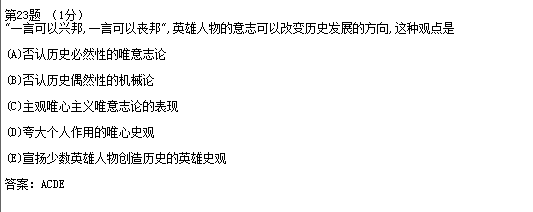 第23题 （1分）
“一言可以兴邦,一言可以丧邦”,英雄人物的意志可以改变历史发展的方向,这种观点是
(A)否认历史必然性的唯意志论
(B)否认历史偶然性的机械论
(C)主观唯心主义唯意志论的表现
(D)夸大个人作用的唯心史观
(E)宣扬少数英雄人物创造历史的英雄史观
答案: ACDE